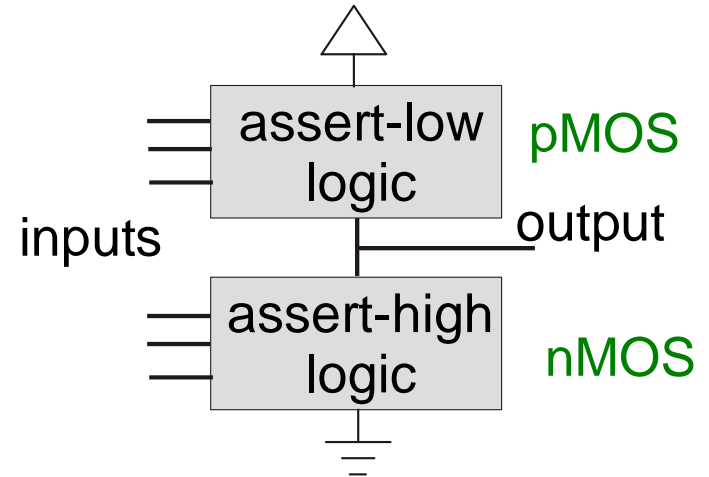 assert-low
logic
pMOS
inputs
output
assert-high
logic
nMOS